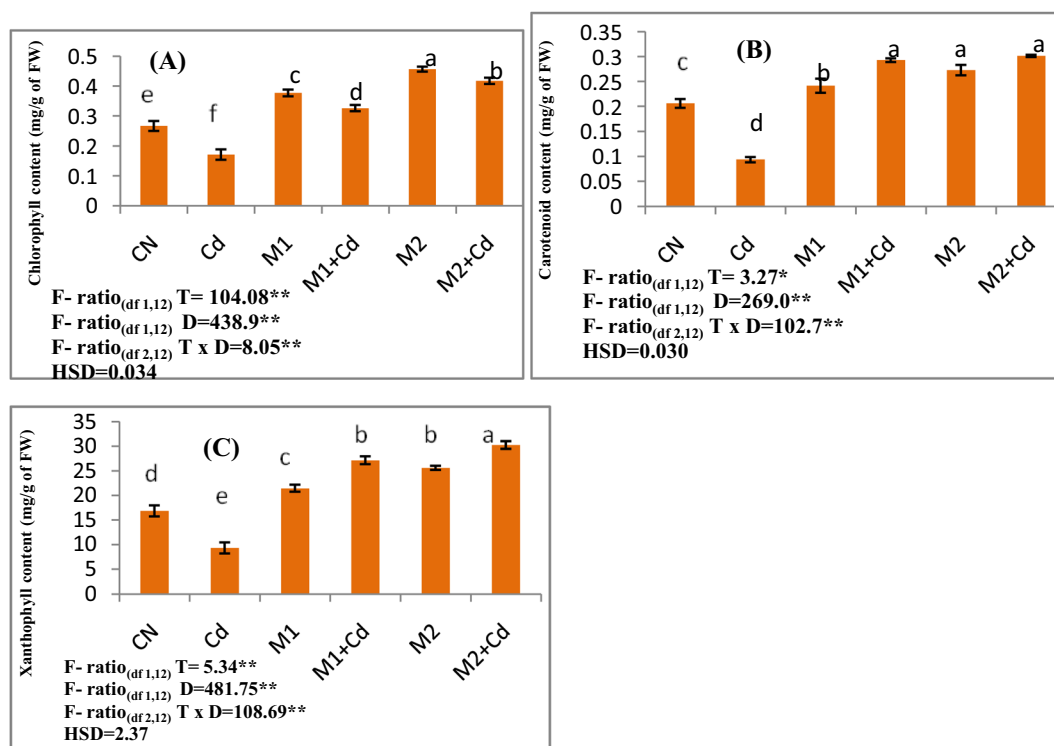 Chlorophyll content (mg/g of FW)
(A)
0.5
0.4
0.3
0.2
0.1
0
e
f
c
d
a
b
CN
Cd
M1
M1+Cd
M2
M2+Cd
F- ratio(df 1,12) T= 104.08**
F- ratio(df 1,12) D=438.9**
F- ratio(df 2,12) T x D=8.05**
HSD=0.034
Carotenoid content (mg/g of FW)
(B)
0.35
0.3
0.25
0.2
0.15
0.1
0.05
0
c
d
b
a
a
a
CN
Cd
M1
M1+Cd
M2
M2+Cd
F- ratio(df 1,12) T= 3.27*
F- ratio(df 1,12) D=269.0**
F- ratio(df 2,12) T x D=102.7**
HSD=0.030
Xanthophyll content (mg/g of FW)
(C)
35
30
25
20
15
10
5
0
d
e
c
b
b
a
CN
Cd
M1
M1+Cd
M2
M2+Cd
F- ratio(df 1,12) T= 5.34**
F- ratio(df 1,12) D=481.75**
F- ratio(df 2,12) T x D=108.69**
HSD=2.37